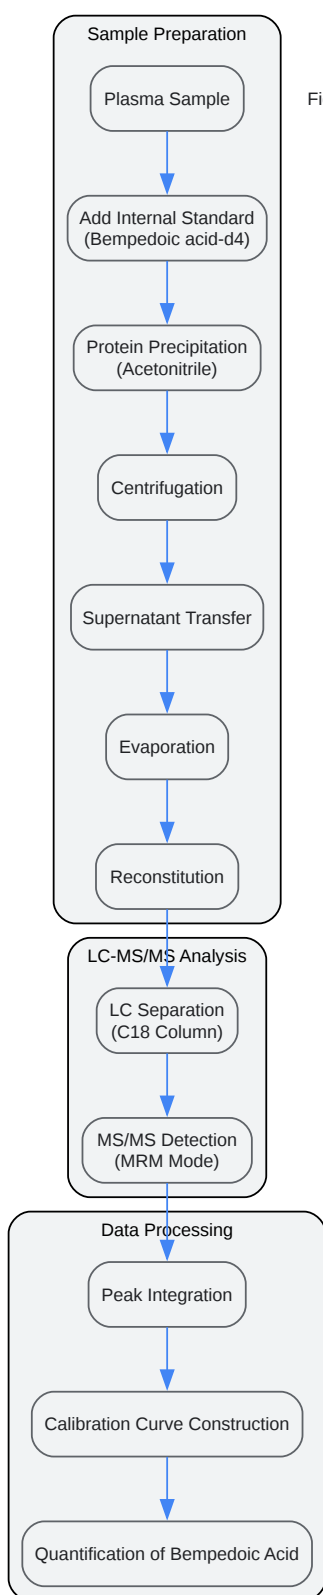 Sample Preparation
Plasma Sample
Fi
Add Internal Standard
(Bempedoic acid-d4)
Protein Precipitation
(Acetonitrile)
Centrifugation
Supernatant Transfer
Evaporation
Reconstitution
LC-MS/MS Analysis
LC Separation
(C18 Column)
MS/MS Detection
(MRM Mode)
Data Processing
Peak Integration
Calibration Curve Construction
Quantification of Bempedoic Acid